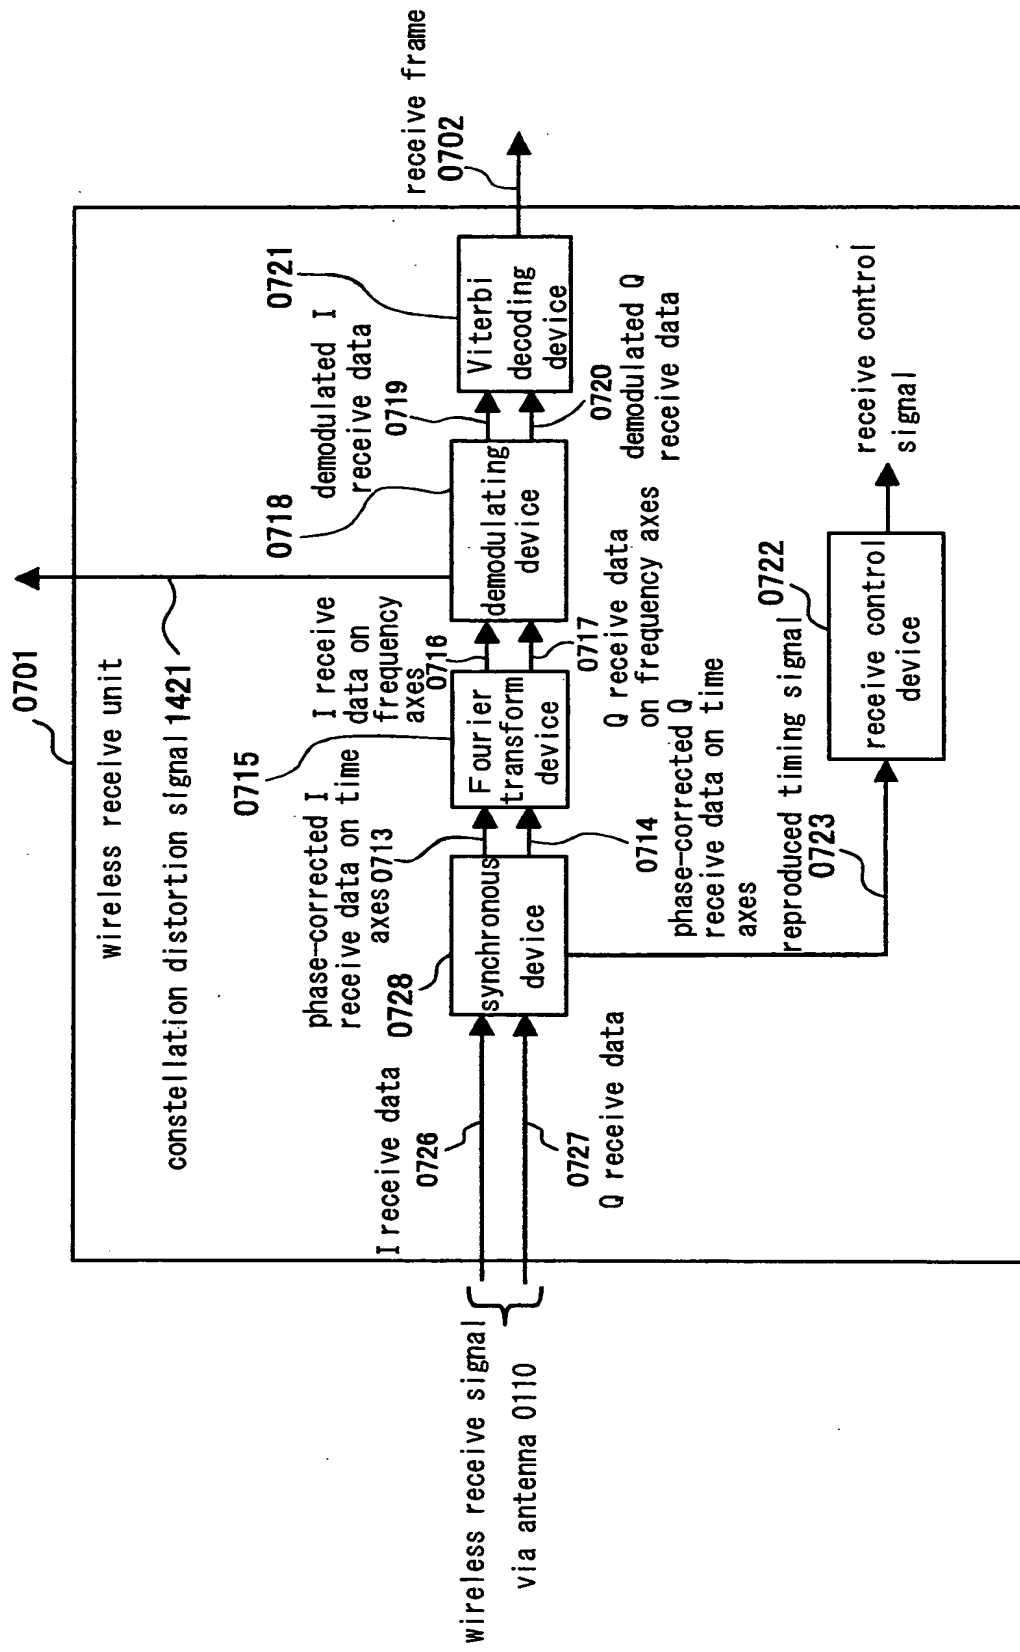 0701
wireless receive unit
constellation distortion signal 1421
wireless receive signal
via antenna 0110
I receive data
0726
0727
Q receive data
0728
synchronous
device
phase-corrected I
receive data on time
axes
0713
0714
phase-corrected Q
receive data on time
axes
0715
Fourier
transform
device
I receive
data on
frequency
axes
0716
0717
Q receive data
on frequency axes
0718
demodulating
device
demodulated I
receive data
0719
0720
demodulated Q
receive data
0721
Viterbi
decoding
device
receive frame
0702
reproduced timing signal
0723
0722
receive control
device
receive control
signal